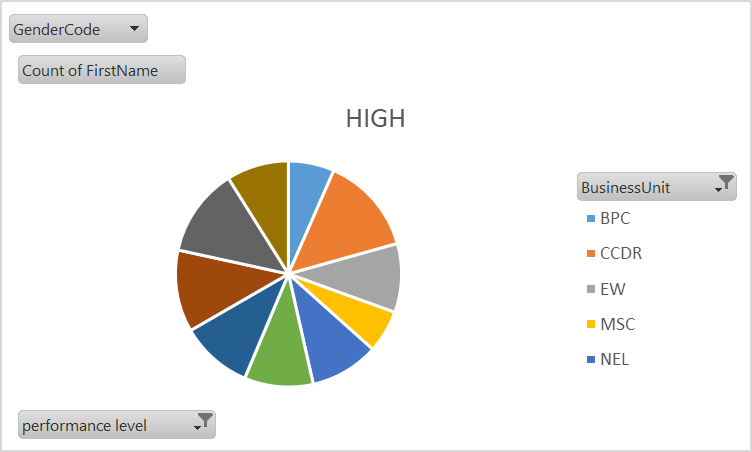 GenderCode
Count of FirstName
HIGH
BusinessUnit
BPC
CCDR
EW
MSC
NEL
performance level